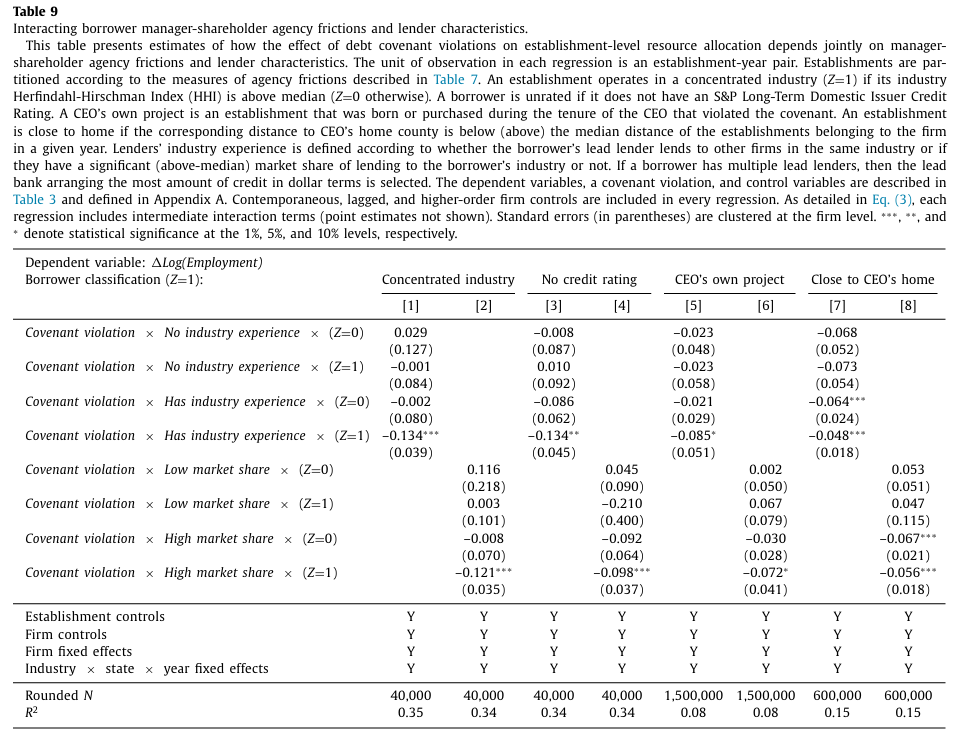 Table 9
Interacting borrower manager-shareholder agency frictions and lender characteristics.
This table presents estimates of how the effect of debt covenant violations on establishment-level resource allocation depends jointly on manager-
shareholder agency frictions and lender characteristics. The unit of observation in each regression is an establishment-year pair. Establishments are par-
titioned according to the measures of agency frictions described in Table 7. An establishment operates in a concentrated industry (Z=1) if its industry
Herfindahl-Hirschman Index (HHI) is above median (Z=0 otherwise). A borrower is unrated if it does not have an S&P Long-Term Domestic Issuer Credit
Rating. A CEO's own project is an establishment that was born or purchased during the tenure of the CEO that violated the covenant. An establishment
is close to home if the corresponding distance to CEO's home county is below (above) the median distance of the establishments belonging to the firm
in a given year. Lenders' industry experience is defined according to whether the borrower's lead lender lends to other firms in the same industry or if
they have a significant (above-median) market share of lending to the borrower's industry or not. If a borrower has multiple lead lenders, then the lead
bank arranging the most amount of credit in dollar terms is selected. The dependent variables, a covenant violation, and control variables are described in
Table 3 and defined in Appendix A. Contemporaneous, lagged, and higher-order firm controls are included in every regression. As detailed in Eq. (3), each
regression includes intermediate interaction terms (point estimates not shown). Standard errors (in parentheses) are clustered at the firm level. ***, **, and
* denote statistical significance at the 1%, 5%, and 10% levels, respectively.
Dependent variable: ΔLog(Employment)
Borrower classification (Z=1): Concentrated industry No credit rating CEO's own project Close to CEO's home
[1] [2] [3] [4] [5] [6] [7] [8]
Covenant violation × No industry experience × (Z=0) 0.029 −0.008 −0.023 −0.068
(0.127) (0.087) (0.048) (0.052)
Covenant violation × No industry experience × (Z=1) −0.001 0.010 −0.023 −0.073
(0.084) (0.092) (0.058) (0.054)
Covenant violation × Has industry experience × (Z=0) −0.002 −0.086 −0.021 −0.064***
(0.080) (0.062) (0.029) (0.024)
Covenant violation × Has industry experience × (Z=1) −0.134*** −0.134** −0.085* −0.048***
(0.039) (0.045) (0.051) (0.018)
Covenant violation × Low market share × (Z=0) 0.116 0.045 0.002 0.053
(0.218) (0.090) (0.050) (0.051)
Covenant violation × Low market share × (Z=1) 0.003 −0.210 0.067 0.047
(0.101) (0.400) (0.079) (0.115)
Covenant violation × High market share × (Z=0) −0.008 −0.092 −0.030 −0.067***
(0.070) (0.064) (0.028) (0.021)
Covenant violation × High market share × (Z=1) −0.121*** −0.098*** −0.072* −0.056***
(0.035) (0.037) (0.041) (0.018)
Establishment controls Y Y Y Y Y Y Y Y
Firm controls Y Y Y Y Y Y Y Y
Firm fixed effects Y Y Y Y Y Y Y Y
Industry × state × year fixed effects Y Y Y Y Y Y Y Y
Rounded N 40,000 40,000 40,000 40,000 1,500,000 1,500,000 600,000 600,000
R² 0.35 0.34 0.34 0.34 0.08 0.08 0.15 0.15